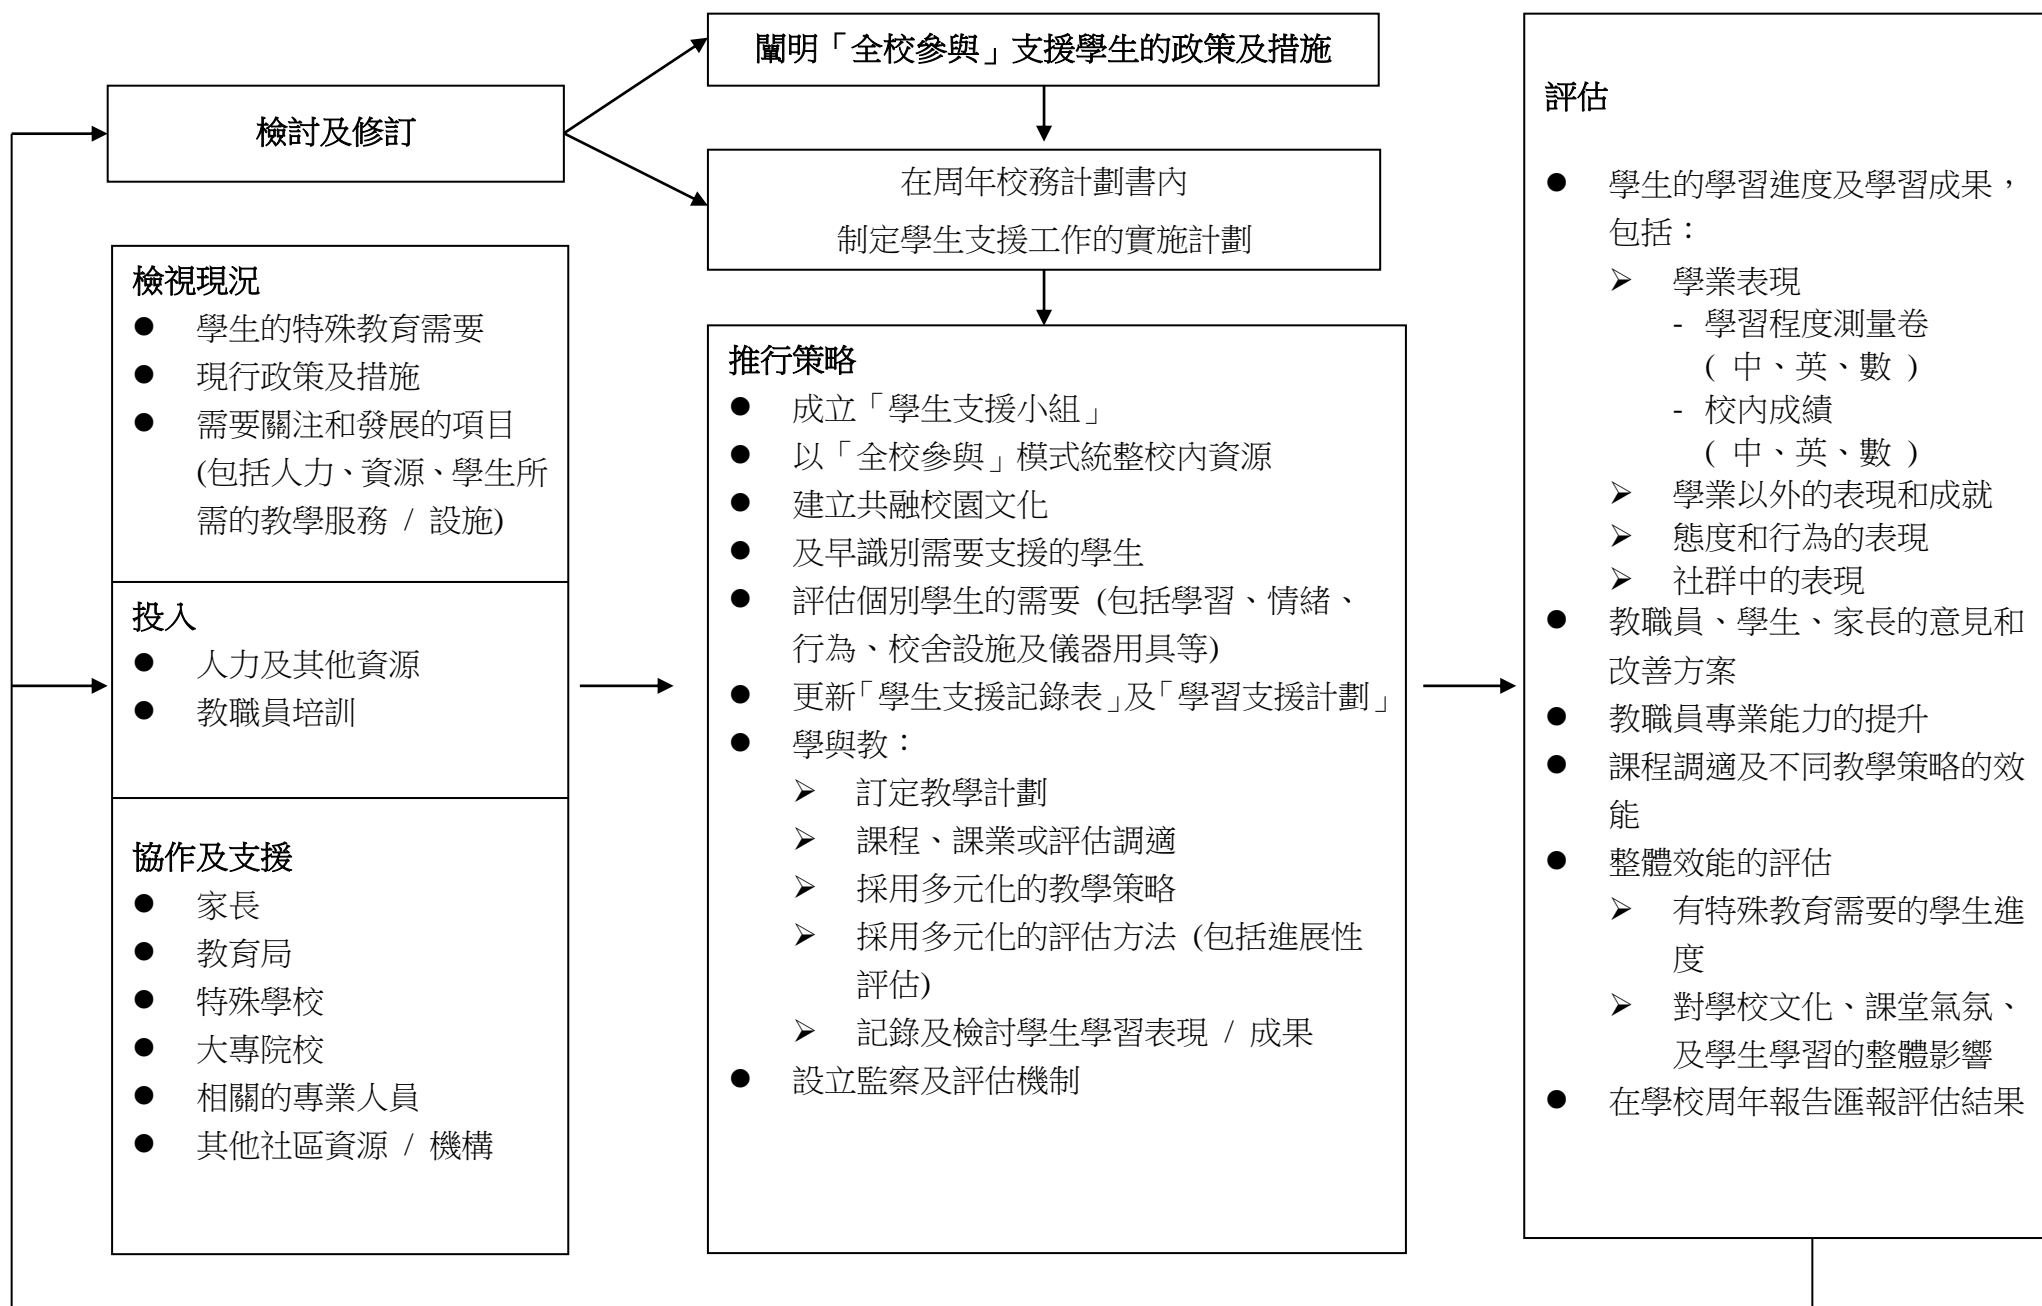 闡明「全校參與」支援學生的政策及措施
檢討及修訂
在周年校務計劃書內
制定學生支援工作的實施計劃
檢視現況
● 學生的特殊教育需要
● 現行政策及措施
● 需要關注和發展的項目
(包括人力、資源、學生所
需的教學服務 / 設施)
投入
● 人力及其他資源
● 教職員培訓
協作及支援
● 家長
● 教育局
● 特殊學校
● 大專院校
● 相關的專業人員
● 其他社區資源 / 機構
推行策略
● 成立「學生支援小組」
● 以「全校參與」模式統整校內資源
● 建立共融校園文化
● 及早識別需要支援的學生
● 評估個別學生的需要 (包括學習、情緒、
行為、校舍設施及儀器用具等)
● 更新「學生支援記錄表」及「學習支援計劃」
● 學與教：
➢ 訂定教學計劃
➢ 課程、課業或評估調適
➢ 採用多元化的教學策略
➢ 採用多元化的評估方法 (包括進展性
評估)
➢ 記錄及檢討學生學習表現 / 成果
● 設立監察及評估機制
評估
● 學生的學習進度及學習成果，
包括：
➢ 學業表現
- 學習程度測量卷
( 中、英、數 )
- 校內成績
( 中、英、數 )
➢ 學業以外的表現和成就
➢ 態度和行為的表現
➢ 社群中的表現
● 教職員、學生、家長的意見和
改善方案
● 教職員專業能力的提升
● 課程調適及不同教學策略的效
能
● 整體效能的評估
➢ 有特殊教育需要的學生進
度
➢ 對學校文化、課堂氣氛、
及學生學習的整體影響
● 在學校周年報告匯報評估結果